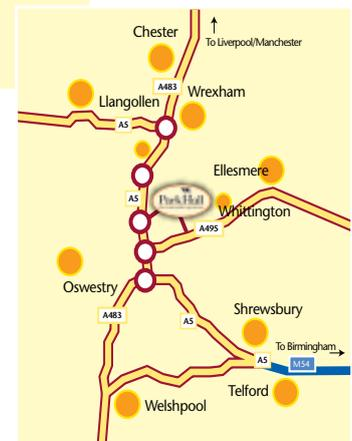 Chester
To Liverpool/Manchester
A483
Wrexham
Llangollen
A5
Ellesmere
A5
Park Hall
Whittington
A495
Oswestry
A483
A5
Shrewsbury
To Birmingham
A5
M54
Telford
Welshpool